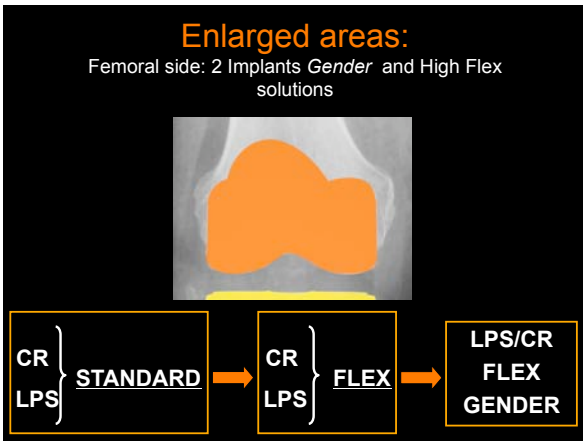 Enlarged areas:
Femoral side: 2 Implants Gender and High Flex
solutions
CR
LPS
STANDARD
CR
LPS
FLEX
LPS/CR
FLEX
GENDER